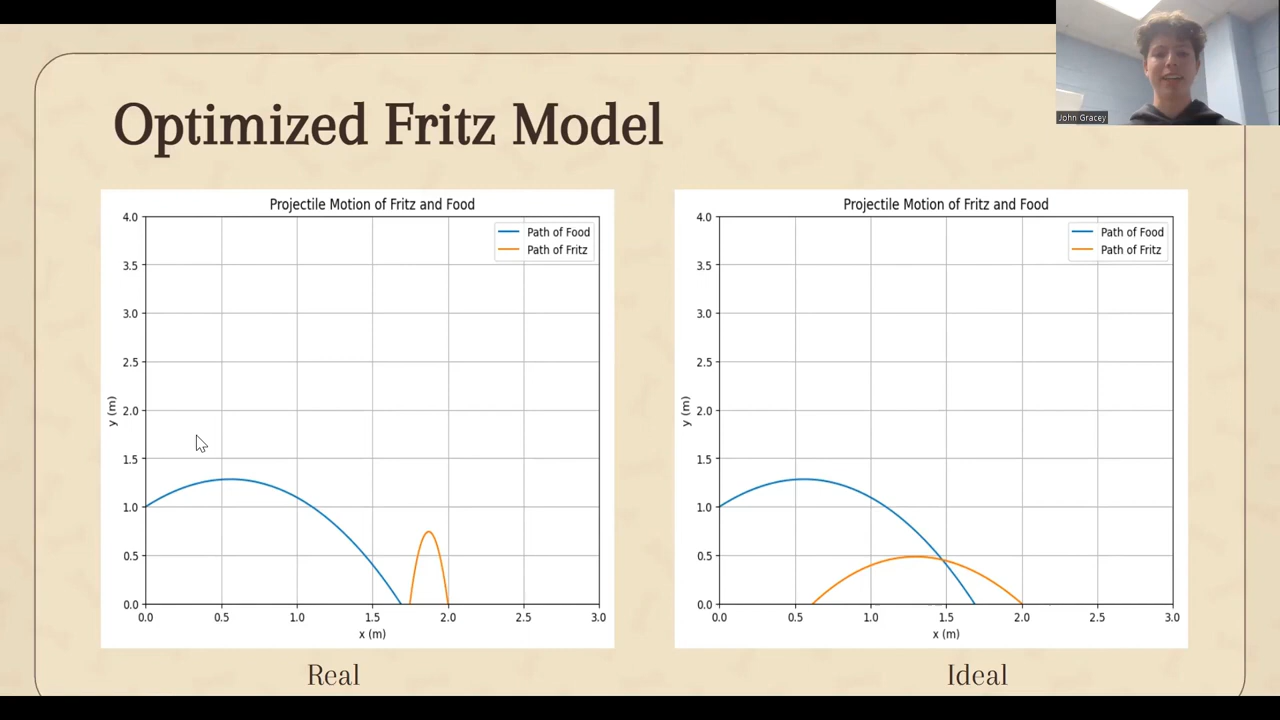 John Gracey
Optimized Fritz Model
Projectile Motion of Fritz and Food
Path of Food
Path of Fritz
4.0
3.5
3.0
2.5
2.0
1.5
1.0
0.5
0.0
y (m)
0.0 0.5 1.0 1.5 2.0 2.5 3.0
x (m)
Real
Projectile Motion of Fritz and Food
Path of Food
Path of Fritz
4.0
3.5
3.0
2.5
2.0
1.5
1.0
0.5
0.0
y (m)
0.0 0.5 1.0 1.5 2.0 2.5 3.0
x (m)
Ideal